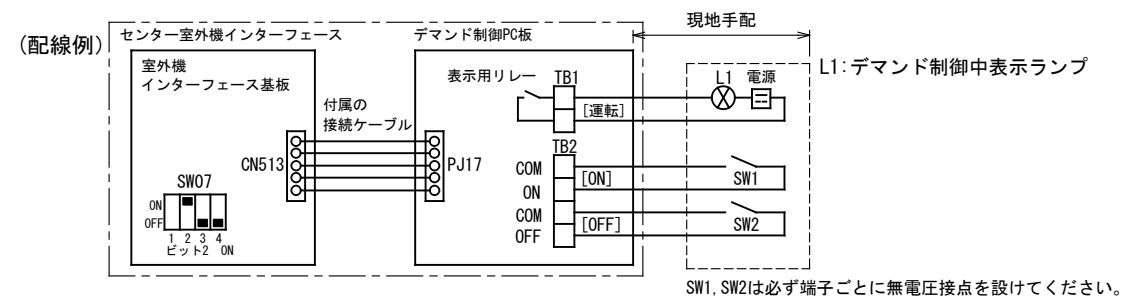 現地手配
(配線例)
センター室外機インターフェース
デマンド制御PC板
室外機
インターフェース基板
表示用リレー
TB1
L1 電源
L1:デマンド制御中表示ランプ
付属の
接続ケーブル
[運転]
TB2
CN513
PJ17
COM
[ON]
SW1
ON
SW07
ON
OFF
COM
[OFF]
SW2
OFF
1 2 3 4
ビット2 ON
SW1,SW2は必ず端子ごとに無電圧接点を設けてください。